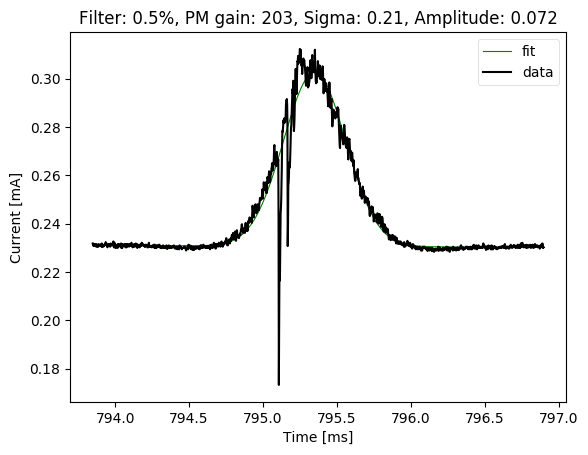 Filter: 0.5%, PM gain: 203, Sigma: 0.21, Amplitude: 0.072
fit
data
Current [mA]
0.30
0.28
0.26
0.24
0.22
0.20
0.18
794.0 794.5 795.0 795.5 796.0 796.5 797.0
Time [ms]